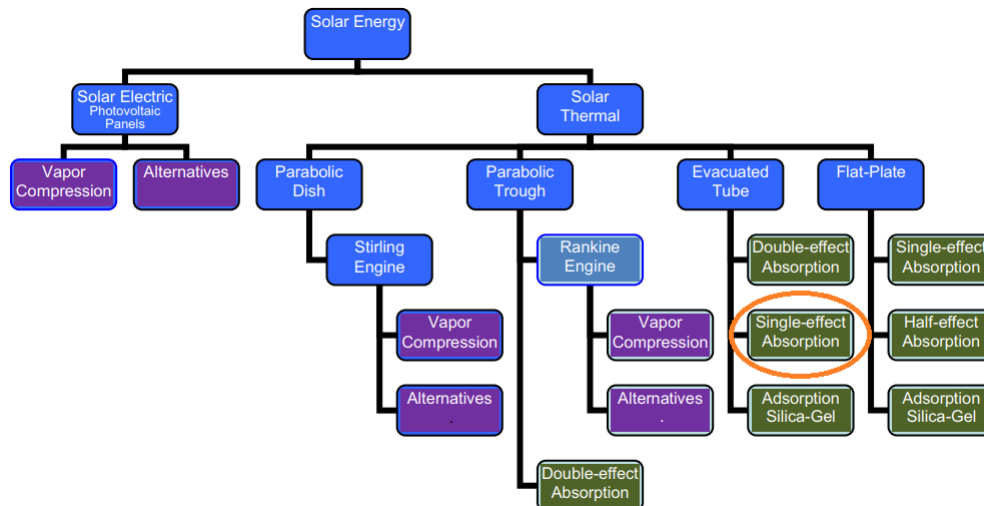 Solar Energy
Solar Electric
Photovoltaic
Panels
Solar
Thermal
Vapor
Compression
Alternatives
Parabolic
Dish
Parabolic
Trough
Evacuated
Tube
Flat-Plate
Stirling
Engine
Rankine
Engine
Double-effect
Absorption
Single-effect
Absorption
Vapor
Compression
Vapor
Compression
Single-effect
Absorption
Half-effect
Absorption
Alternatives
.
Alternatives
.
Adsorption
Silica-Gel
Adsorption
Silica-Gel
Double-effect
Absorption